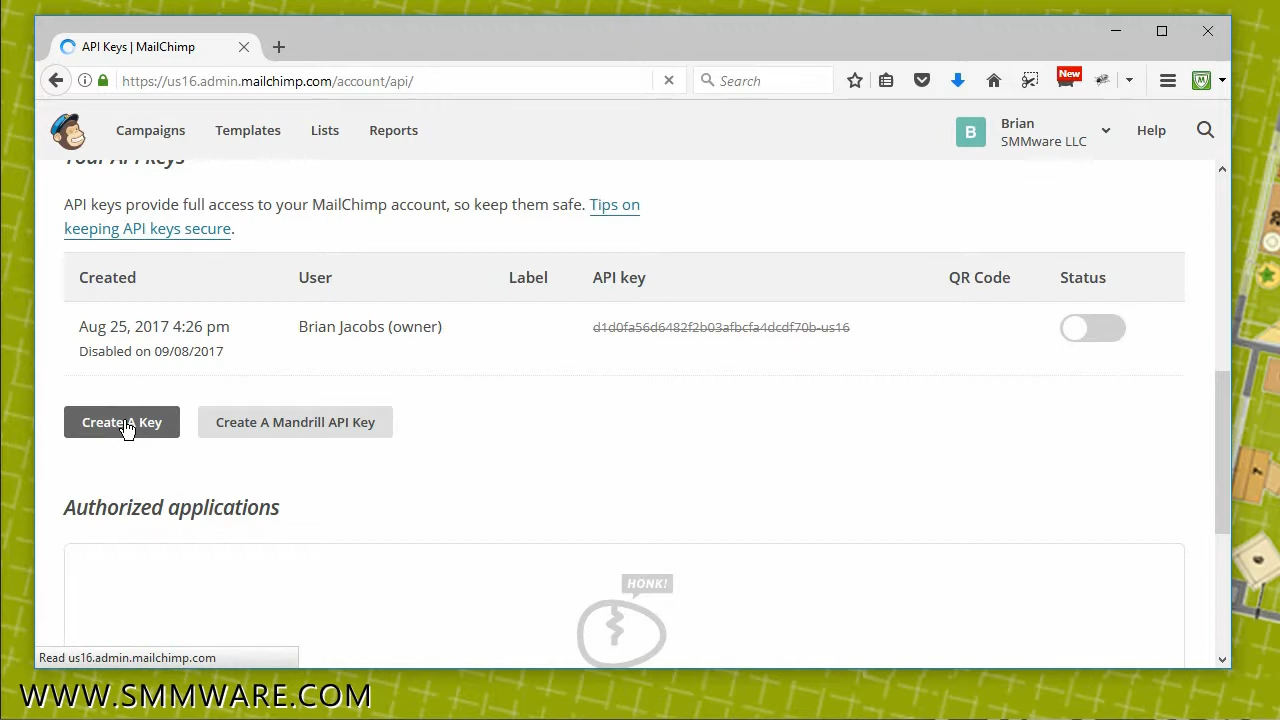 API Keys | MailChimp
https://us16.admin.mailchimp.com/account/api/
Search
New
Campaigns
Templates
Lists
Reports
B
Brian
SMMware LLC
Help
Your API Keys
API keys provide full access to your MailChimp account, so keep them safe. Tips on
keeping API keys secure.
Created
User
Label
API key
QR Code
Status
Aug 25, 2017 4:26 pm
Brian Jacobs (owner)
d1d0fa56d6482f2b03afbcfa4dcdf70b-us16
Disabled on 09/08/2017
Create A Key
Create A Mandrill API Key
Authorized applications
HONK!
Read us16.admin.mailchimp.com
WWW.SMMWARE.COM